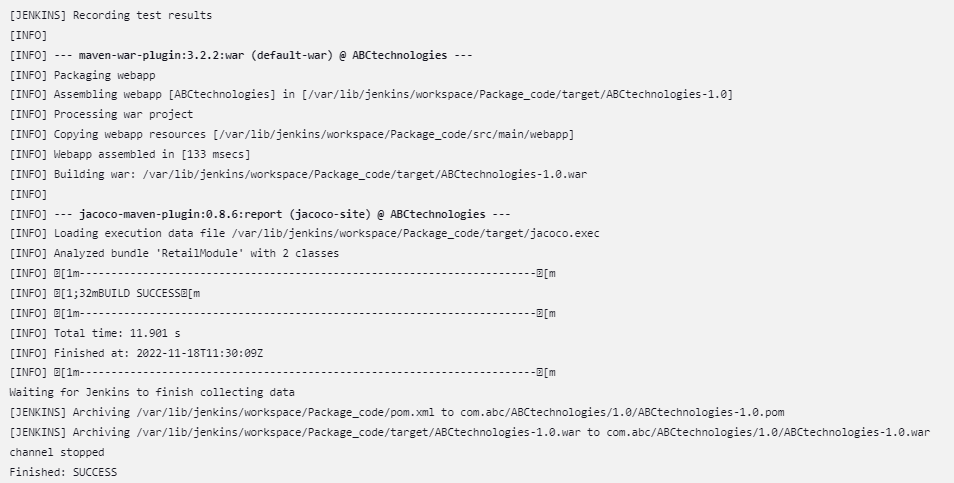 [JENKINS] Recording test results
[INFO]
[INFO] --- maven-war-plugin:3.2.2:war (default-war) @ ABCtechnologies ---
[INFO] Packaging webapp
[INFO] Assembling webapp [ABCtechnologies] in [/var/lib/jenkins/workspace/Package_code/target/ABCtechnologies-1.0]
[INFO] Processing war project
[INFO] Copying webapp resources [/var/lib/jenkins/workspace/Package_code/src/main/webapp]
[INFO] Webapp assembled in [133 msecs]
[INFO] Building war: /var/lib/jenkins/workspace/Package_code/target/ABCtechnologies-1.0.war
[INFO]
[INFO] --- jacoco-maven-plugin:0.8.6:report (jacoco-site) @ ABCtechnologies ---
[INFO] Loading execution data file /var/lib/jenkins/workspace/Package_code/target/jacoco.exec
[INFO] Analyzed bundle 'RetailModule' with 2 classes
[INFO] ⍰[1m------------------------------------------------------------------------⍰[m
[INFO] ⍰[1;32mBUILD SUCCESS⍰[m
[INFO] ⍰[1m------------------------------------------------------------------------⍰[m
[INFO] Total time: 11.901 s
[INFO] Finished at: 2022-11-18T11:30:09Z
[INFO] ⍰[1m------------------------------------------------------------------------⍰[m
Waiting for Jenkins to finish collecting data
[JENKINS] Archiving /var/lib/jenkins/workspace/Package_code/pom.xml to com.abc/ABCtechnologies/1.0/ABCtechnologies-1.0.pom
[JENKINS] Archiving /var/lib/jenkins/workspace/Package_code/target/ABCtechnologies-1.0.war to com.abc/ABCtechnologies/1.0/ABCtechnologies-1.0.war
channel stopped
Finished: SUCCESS